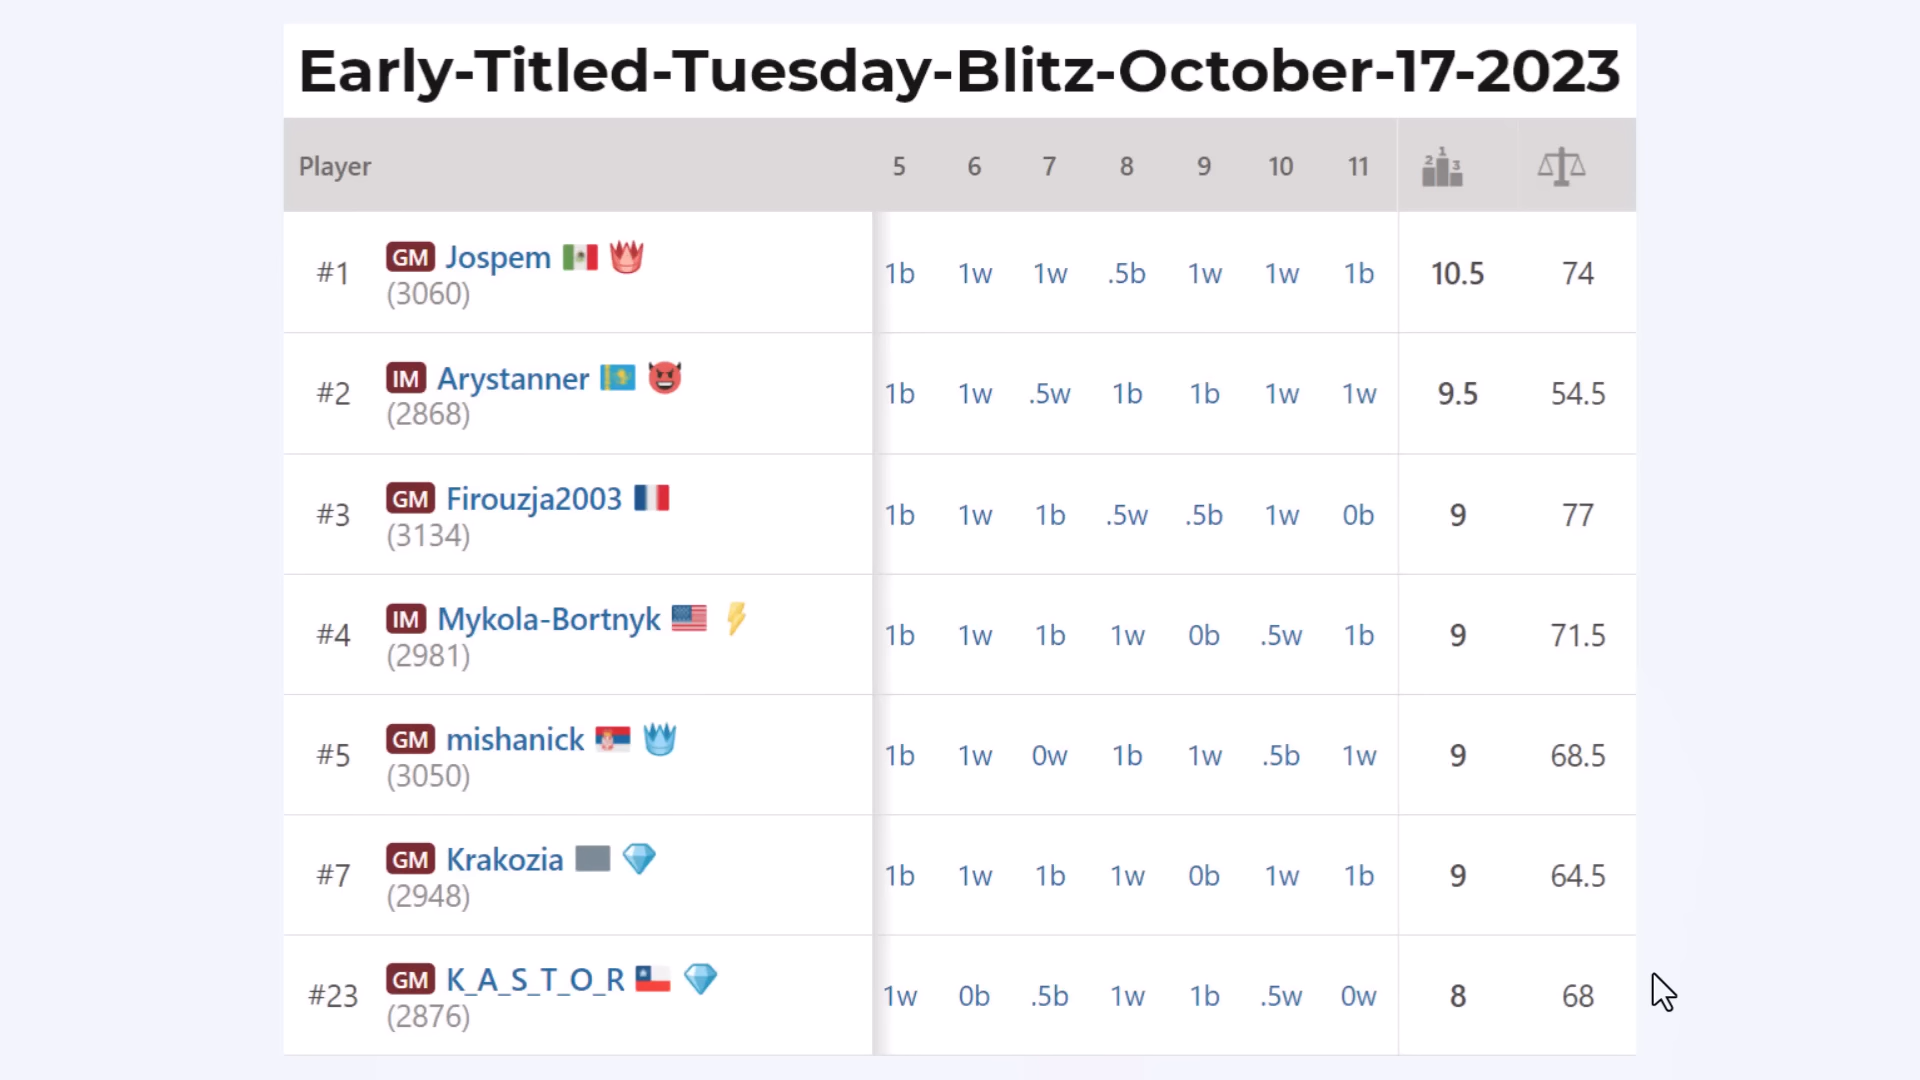 Early-Titled-Tuesday-Blitz-October-17-2023
Player 5 6 7 8 9 10 11 2 1 3
#1 GM Jospem (3060) 1b 1w 1w .5b 1w 1w 1b 10.5 74
#2 IM Arystanner (2868) 1b 1w .5w 1b 1b 1w 1w 9.5 54.5
#3 GM Firouzja2003 (3134) 1b 1w 1b .5w .5b 1w 0b 9 77
#4 IM Mykola-Bortnyk (2981) 1b 1w 1b 1w 0b .5w 1b 9 71.5
#5 GM mishanick (3050) 1b 1w 0w 1b 1w .5b 1w 9 68.5
#7 GM Krakozia (2948) 1b 1w 1b 1w 0b 1w 1b 9 64.5
#23 GM K_A_S_T_O_R (2876) 1w 0b .5b 1w 1b .5w 0w 8 68